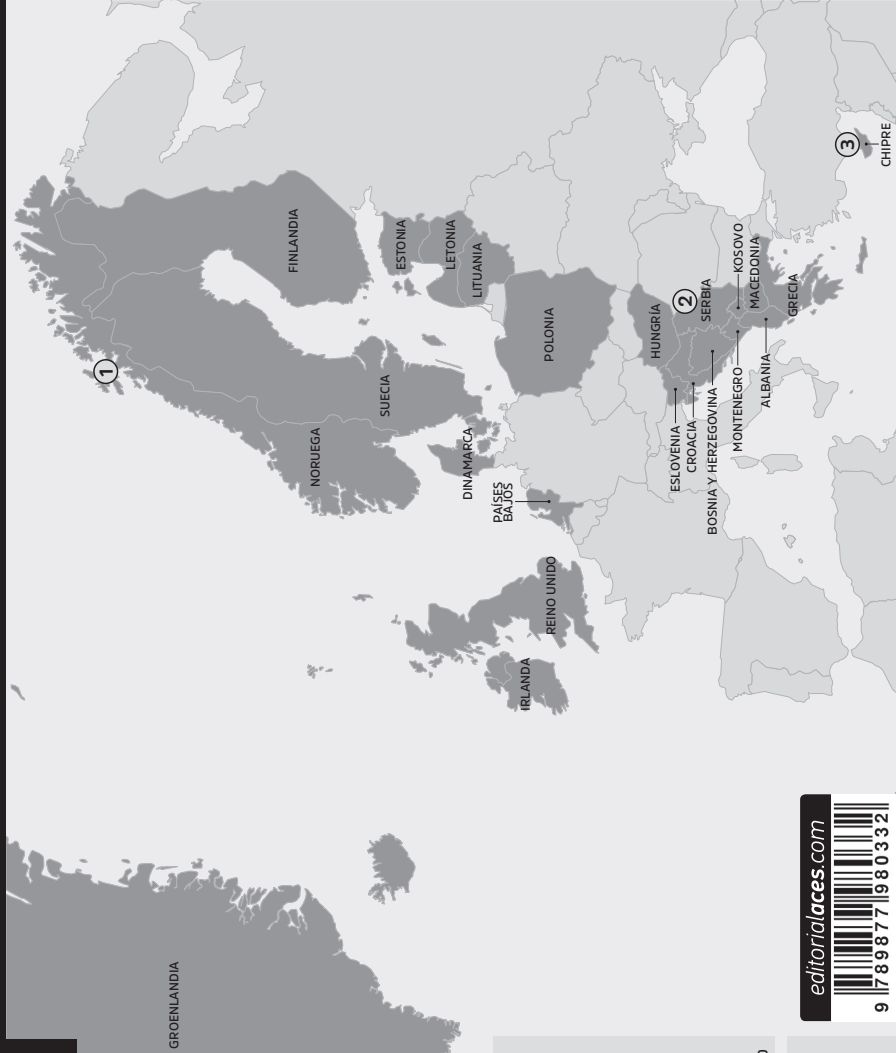 1
GROENLANDIA
FINLANDIA
NORUEGA
SUECIA
ESTONIA
LETONIA
DINAMARCA
LITUANIA
PAÍSES
BAJOS
IRLANDA
POLONIA
REINO UNIDO
HUNGRÍA
ESLOVENIA
2
CROACIA
SERBIA
BOSNIA Y HERZEGOVINA
MONTENEGRO
KOSOVO
MACEDONIA
ALBANIA
GRECIA
editorialaces.com
3
9 789877 980332
CHIPRE